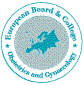 European Board & College
Obstetrics and Gynaecology